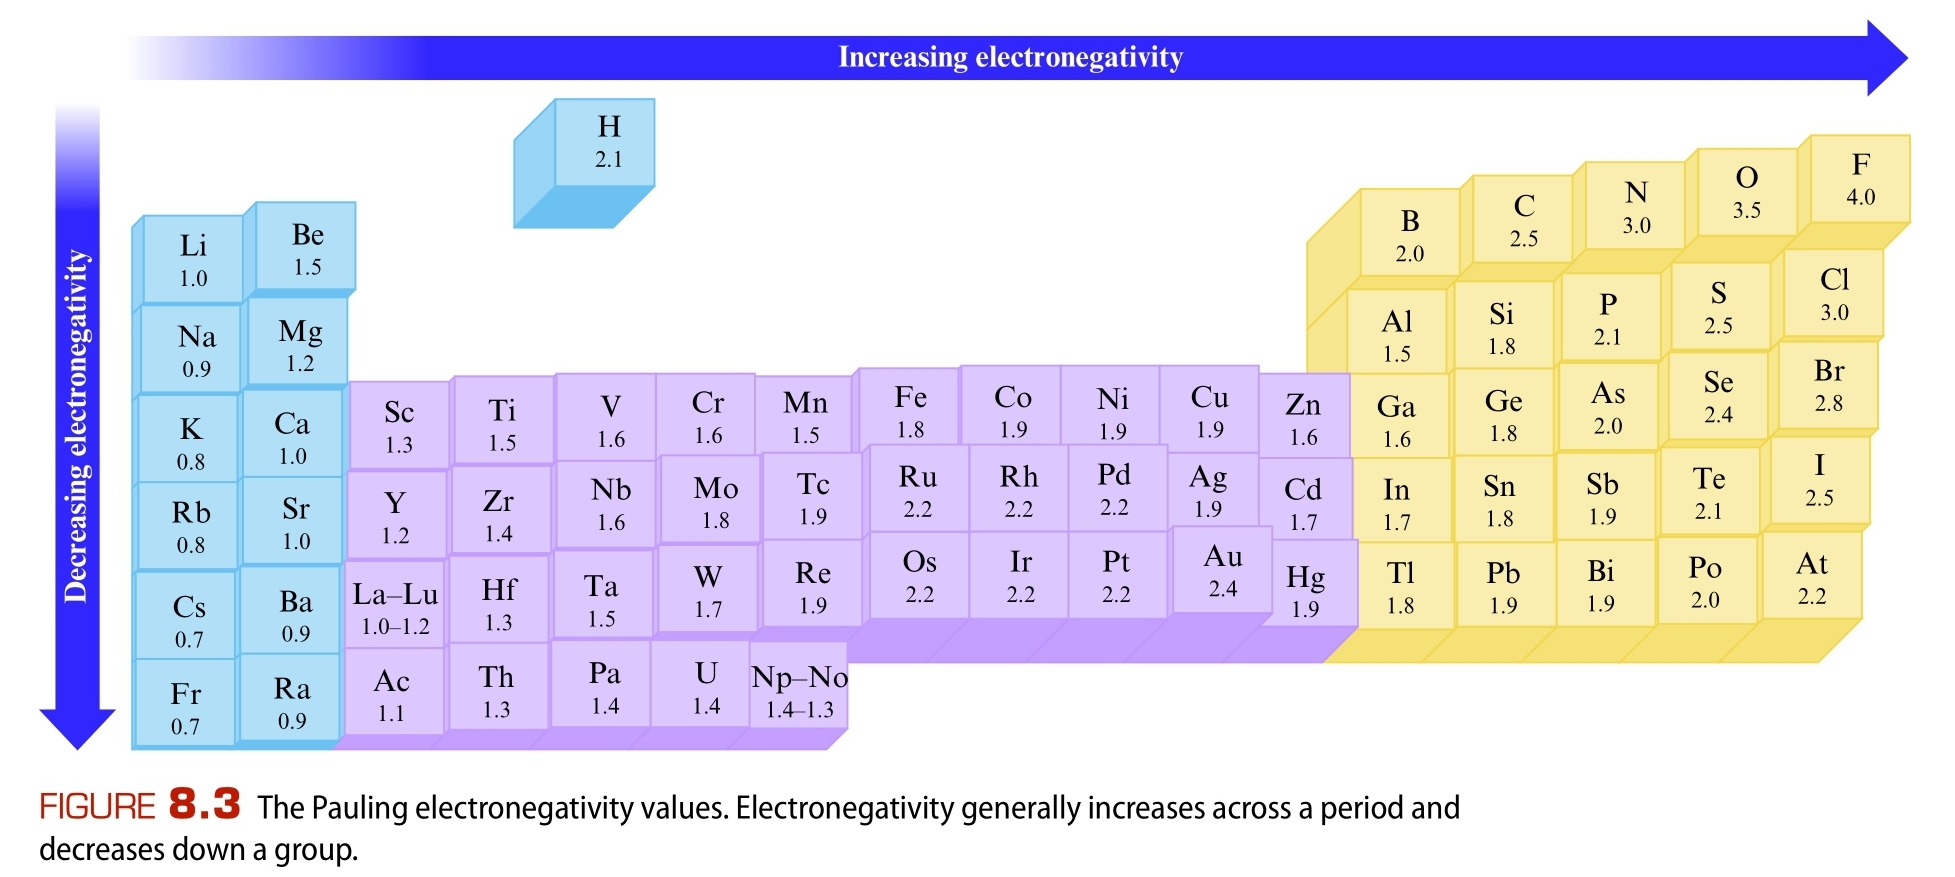 Increasing electronegativity
Decreasing electronegativity
H
2.1
Li
1.0
Be
1.5
B
2.0
C
2.5
N
3.0
O
3.5
F
4.0
Na
0.9
Mg
1.2
Al
1.5
Si
1.8
P
2.1
S
2.5
Cl
3.0
K
0.8
Ca
1.0
Sc
1.3
Ti
1.5
V
1.6
Cr
1.6
Mn
1.5
Fe
1.8
Co
1.9
Ni
1.9
Cu
1.9
Zn
1.6
Ga
1.6
Ge
1.8
As
2.0
Se
2.4
Br
2.8
Rb
0.8
Sr
1.0
Y
1.2
Zr
1.4
Nb
1.6
Mo
1.8
Tc
1.9
Ru
2.2
Rh
2.2
Pd
2.2
Ag
1.9
Cd
1.7
In
1.7
Sn
1.8
Sb
1.9
Te
2.1
I
2.5
Cs
0.7
Ba
0.9
La–Lu
1.0–1.2
Hf
1.3
Ta
1.5
W
1.7
Re
1.9
Os
2.2
Ir
2.2
Pt
2.2
Au
2.4
Hg
1.9
Tl
1.8
Pb
1.9
Bi
1.9
Po
2.0
At
2.2
Fr
0.7
Ra
0.9
Ac
1.1
Th
1.3
Pa
1.4
U
1.4
Np–No
1.4–1.3
FIGURE 8.3 The Pauling electronegativity values. Electronegativity generally increases across a period and
decreases down a group.